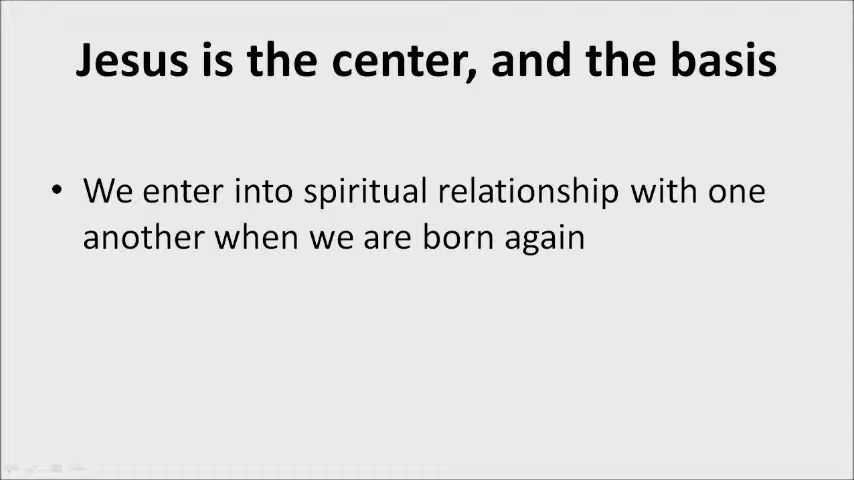 Jesus is the center, and the basis
• We enter into spiritual relationship with one
another when we are born again